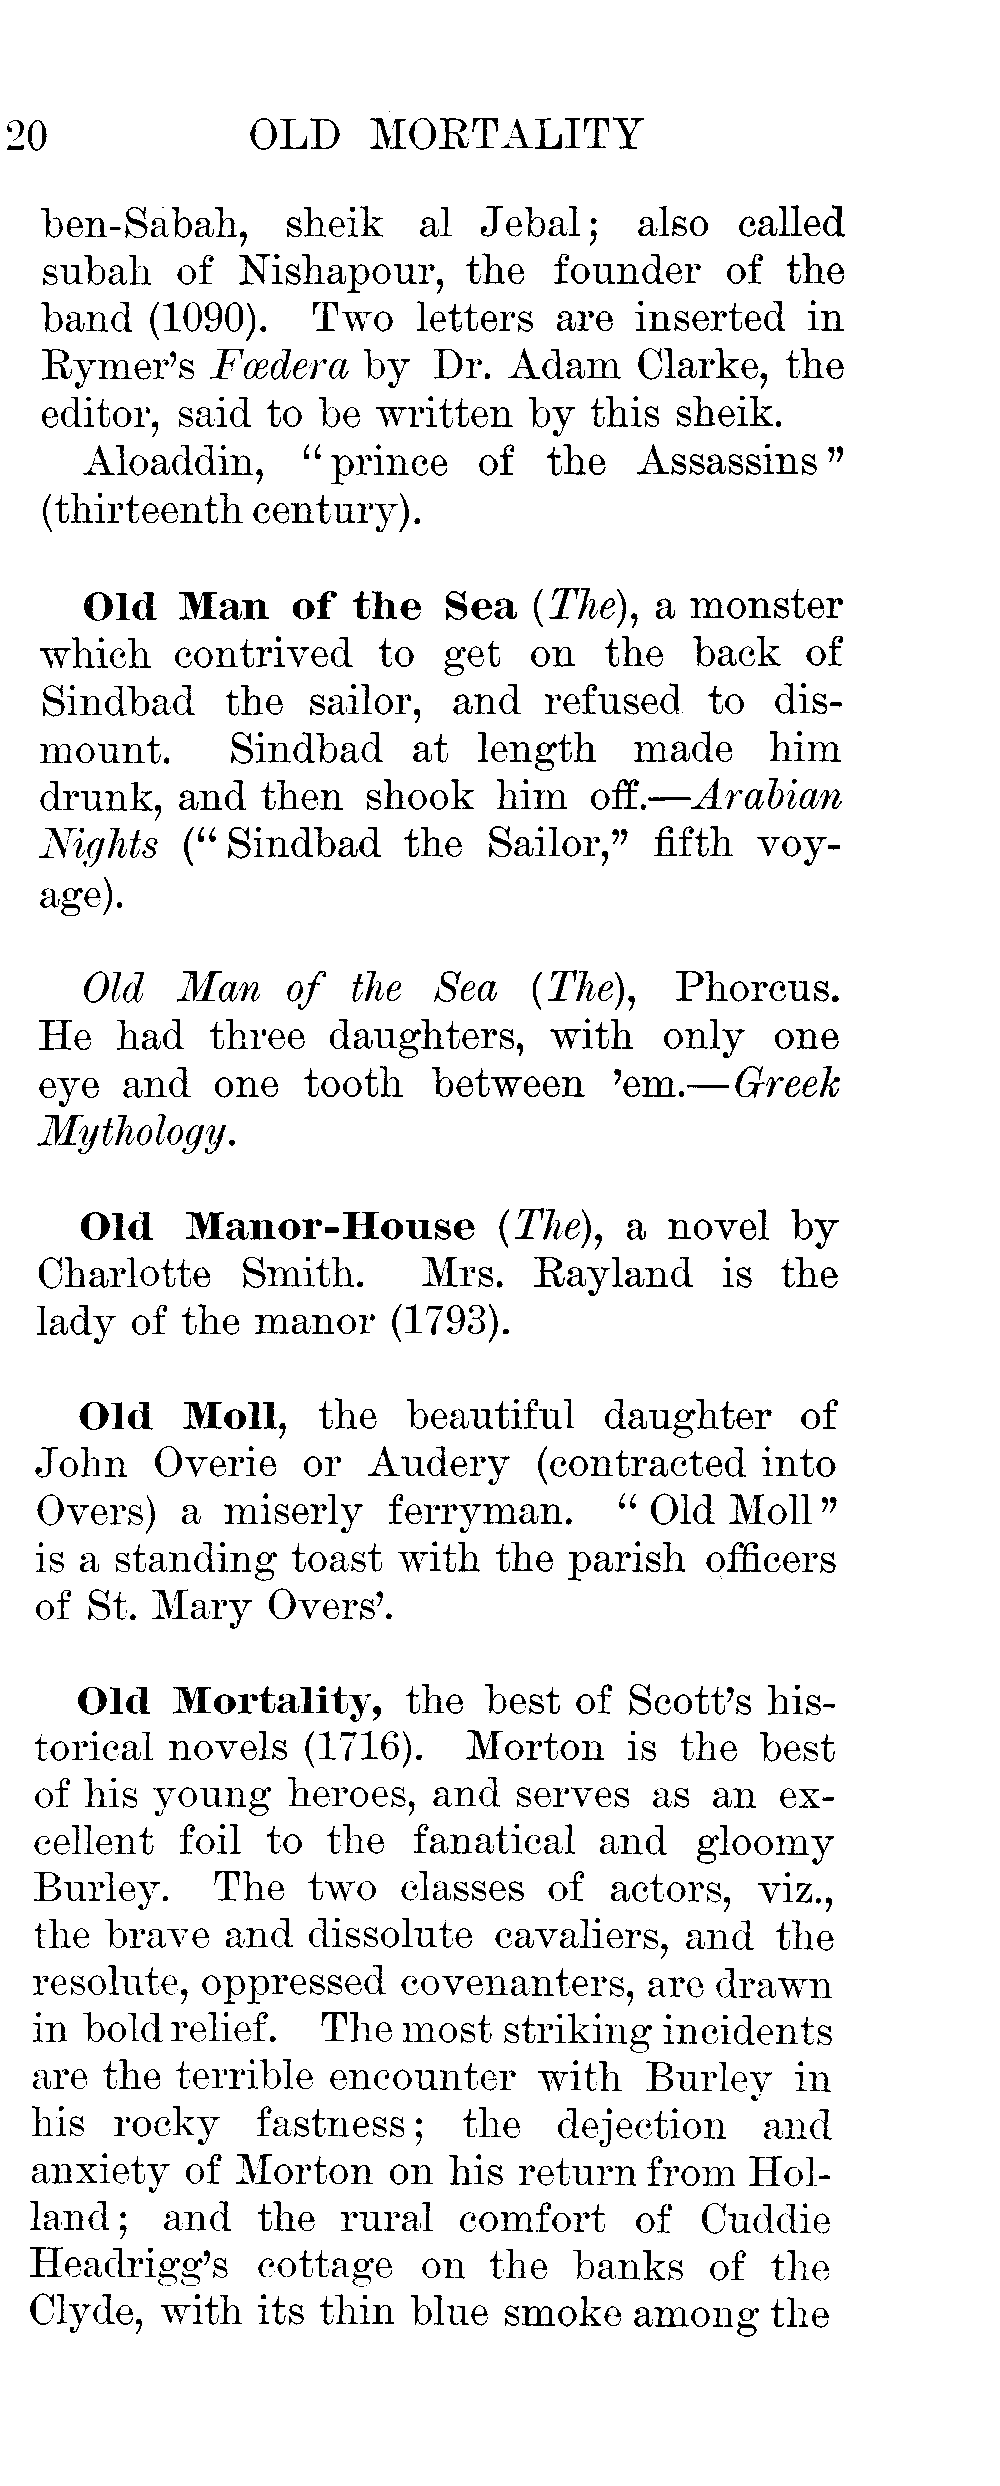 20 OLD MORTALITY
ben-Sabah, sheik al Jebal; also called
subah of Nishapour, the founder of the
band (1090). Two letters are inserted in
Rymer's Fœdera by Dr. Adam Clarke, the
editor, said to be written by this sheik.
Aloaddin, "prince of the Assassins"
(thirteenth century).
Old Man of the Sea (The), a monster
which contrived to get on the back of
Sindbad the sailor, and refused to dis-
mount. Sindbad at length made him
drunk, and then shook him off.—Arabian
Nights ("Sindbad the Sailor," fifth voy-
age).
Old Man of the Sea (The), Phorcus.
He had three daughters, with only one
eye and one tooth between 'em.—Greek
Mythology.
Old Manor-House (The), a novel by
Charlotte Smith. Mrs. Rayland is the
lady of the manor (1793).
Old Moll, the beautiful daughter of
John Overie or Audery (contracted into
Overs) a miserly ferryman. "Old Moll"
is a standing toast with the parish officers
of St. Mary Overs'.
Old Mortality, the best of Scott's his-
torical novels (1716). Morton is the best
of his young heroes, and serves as an ex-
cellent foil to the fanatical and gloomy
Burley. The two classes of actors, viz.,
the brave and dissolute cavaliers, and the
resolute, oppressed covenanters, are drawn
in bold relief. The most striking incidents
are the terrible encounter with Burley in
his rocky fastness; the dejection and
anxiety of Morton on his return from Hol-
land; and the rural comfort of Cuddie
Headrigg's cottage on the banks of the
Clyde, with its thin blue smoke among the